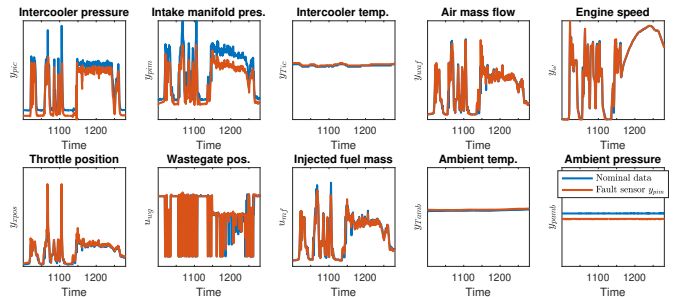 Intercooler pressure
y_pic
1100 1200
Time
Intake manifold pres.
y_pim
1100 1200
Time
Intercooler temp.
y_Tic
1100 1200
Time
Air mass flow
y_waf
1100 1200
Time
Engine speed
y_ω
1100 1200
Time
Throttle position
y_xpos
1100 1200
Time
Wastegate pos.
u_wg
1100 1200
Time
Injected fuel mass
u_mf
1100 1200
Time
Ambient temp.
y_Tamb
1100 1200
Time
Ambient pressure
Nominal data
Fault sensor y_pim
y_pamb
1100 1200
Time